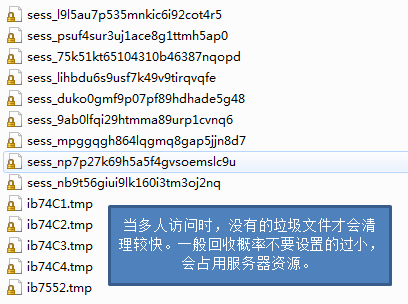 sess_l9l5au7p535mnkic6i92cot4r5
sess_psuf4sur3uj1ace8g1ttmh5ap0
sess_75k51kt65104310b46387nqopd
sess_lihbdu6s9usf7k49v9tirqvqfe
sess_duko0gmf9p07pf89hdhade5g48
sess_9ab0lfqi29htmma89urp1cvnq6
sess_mpggqgh864lqgmq8gap5jjn8d7
sess_np7p27k69h5a5f4gvsoemslc9u
sess_nb9t56giui9lk160i3tm3oj2nq
ib74C1.tmp
ib74C2.tmp
ib74C3.tmp
ib74C4.tmp
ib7552.tmp
当多人访问时，没有的垃圾文件才会清
理较快。一般回收概率不要设置的过小，
会占用服务器资源。